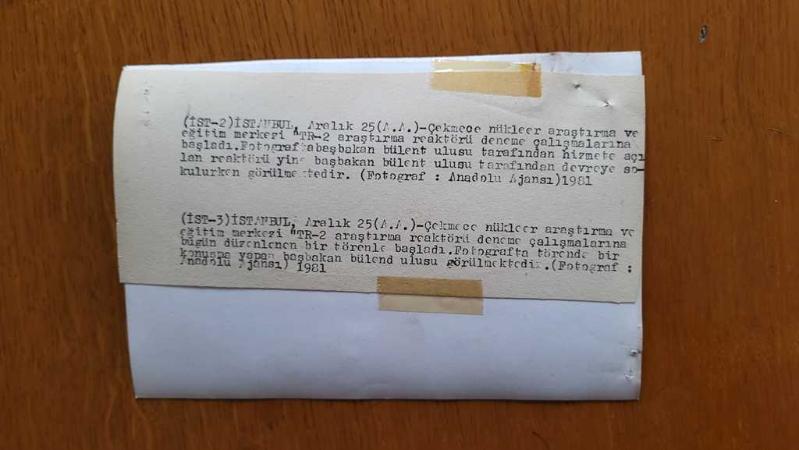 (İST-2)İSTANBUL, Aralık 25(A.A.)-Çekmece nükleer araştırma ve
eğitim merkezi "TR-2 araştırma reaktörü deneme çalışmalarına
başladı.Fotografta başbakan bülent ulusu tarafından hizmete açı
lan reaktörü yine başbakan bülent ulusu tarafından devreye so-
kulurken görülmektedir. (Fotograf : Anadolu Ajansı)1981
(İST-3)İSTANBUL, Aralık 25(A.A.)-Çekmece nükleer araştırma ve
eğitim merkezi "TR-2 araştırma reaktörü deneme çalışmalarına
bügün düzenlenen bir törenle başladı.Fotografta törende bir
konuşma yapan başbakan bülend ulusu görülmektedir.(Fotograf :
Anadolu Ajansı) 1981